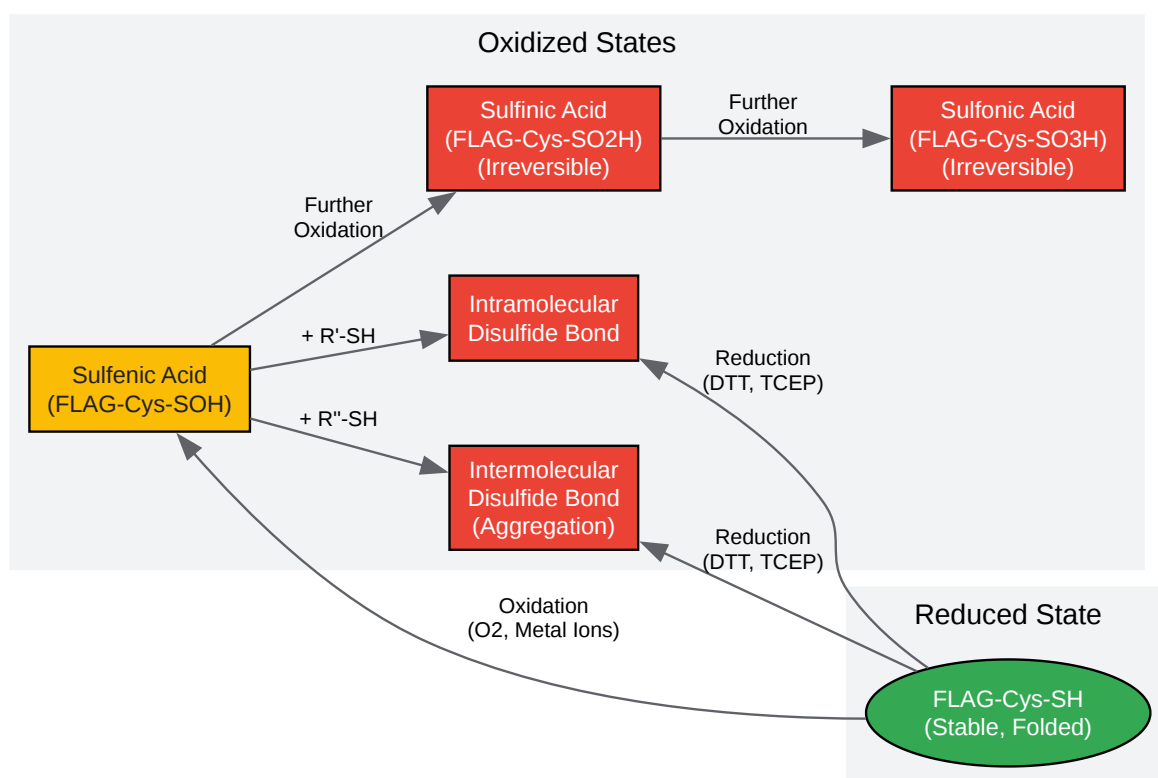 Oxidized States
Sulfinic Acid
(FLAG-Cys-SO2H)
(Irreversible)
Further
Oxidation
Sulfonic Acid
(FLAG-Cys-SO3H)
(Irreversible)
Further
Oxidation
Intramolecular
Disulfide Bond
+ R'-SH
Sulfenic Acid
(FLAG-Cys-SOH)
Reduction
(DTT, TCEP)
+ R"-SH
Intermolecular
Disulfide Bond
(Aggregation)
Reduction
(DTT, TCEP)
Oxidation
(O2, Metal Ions)
Reduced State
FLAG-Cys-SH
(Stable, Folded)